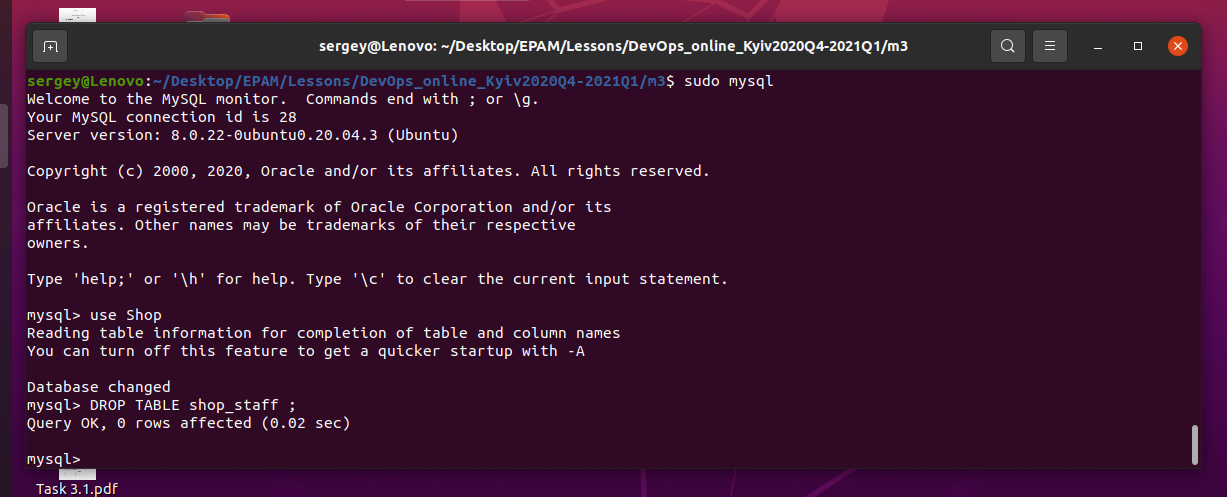 sergey@Lenovo: ~/Desktop/EPAM/Lessons/DevOps_online_Kyiv2020Q4-2021Q1/m3
sergey@Lenovo:~/Desktop/EPAM/Lessons/DevOps_online_Kyiv2020Q4-2021Q1/m3$ sudo mysql
Welcome to the MySQL monitor.  Commands end with ; or \g.
Your MySQL connection id is 28
Server version: 8.0.22-0ubuntu0.20.04.3 (Ubuntu)
Copyright (c) 2000, 2020, Oracle and/or its affiliates. All rights reserved.
Oracle is a registered trademark of Oracle Corporation and/or its
affiliates. Other names may be trademarks of their respective
owners.
Type 'help;' or '\h' for help. Type '\c' to clear the current input statement.
mysql> use Shop
Reading table information for completion of table and column names
You can turn off this feature to get a quicker startup with -A
Database changed
mysql> DROP TABLE shop_staff ;
Query OK, 0 rows affected (0.02 sec)
mysql>
Task 3.1.pdf